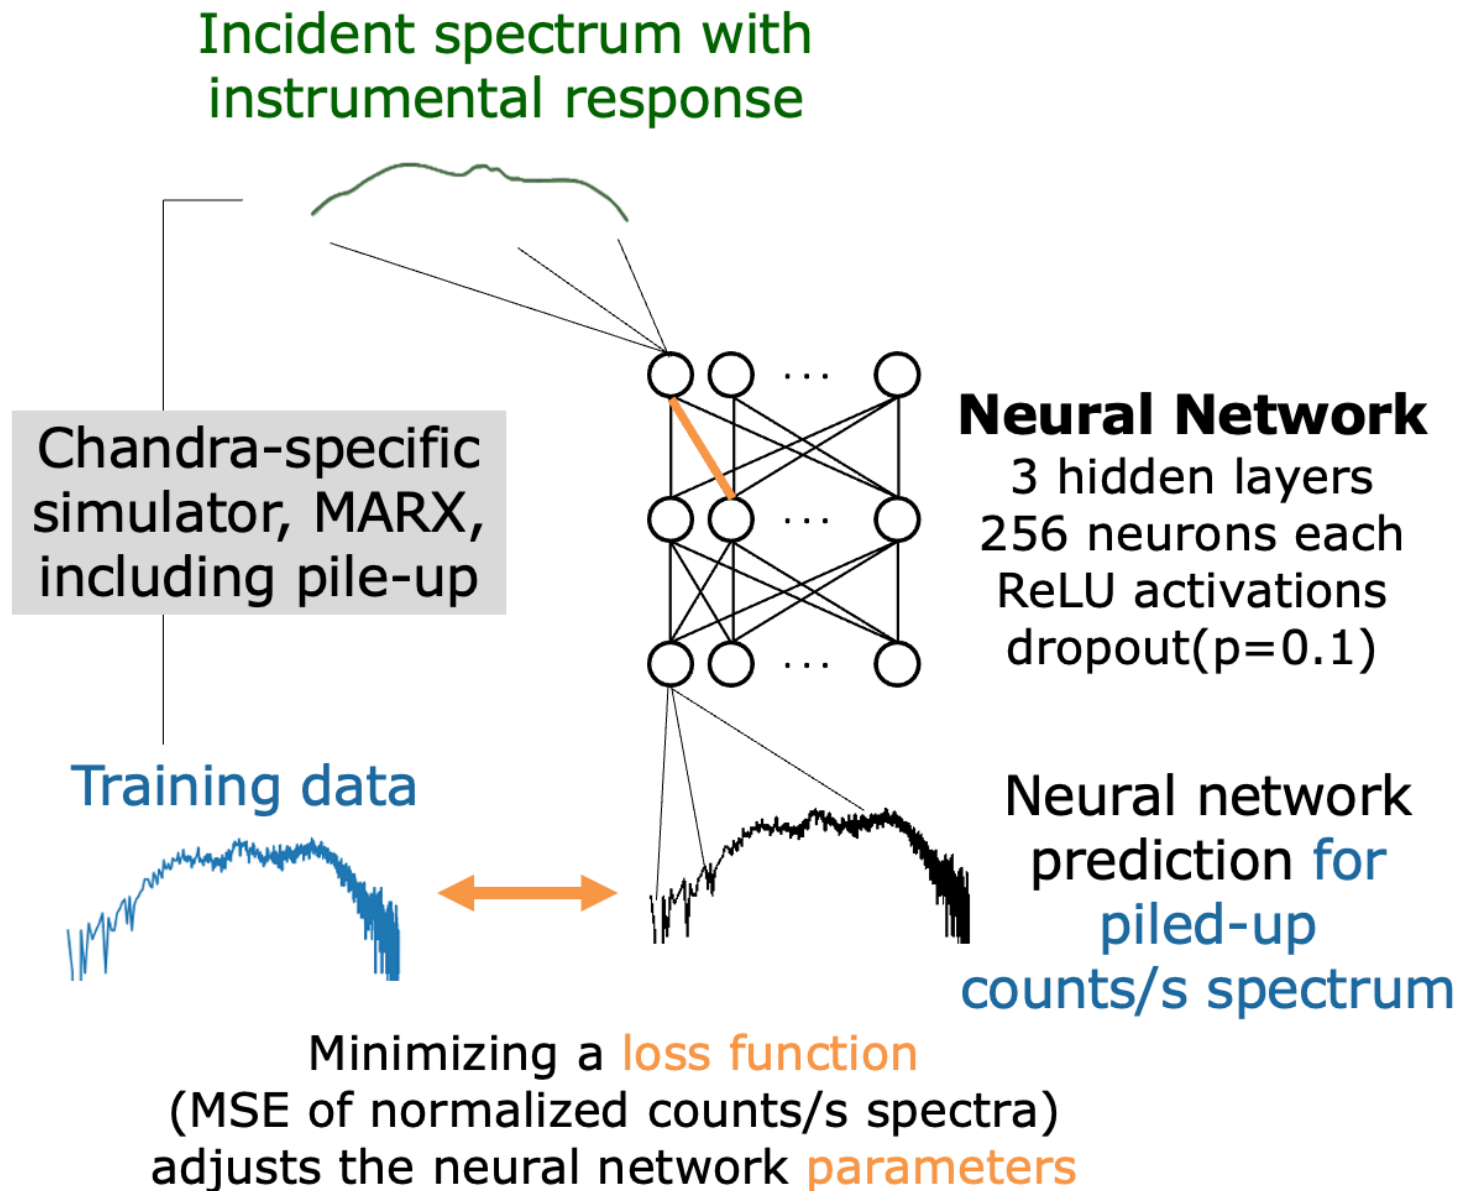 Incident spectrum with
instrumental response
Chandra-specific
simulator, MARX,
including pile-up
. . .
. . .
. . .
Neural Network
3 hidden layers
256 neurons each
ReLU activations
dropout(p=0.1)
Training data
Neural network
prediction for
piled-up
counts/s spectrum
Minimizing a loss function
(MSE of normalized counts/s spectra)
adjusts the neural network parameters